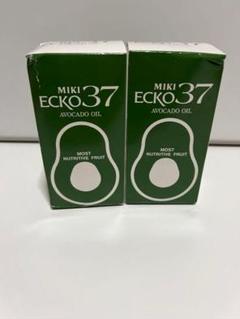 MIKI
ECKO37
AVOCADO OIL
MOST
NUTRITIVE FRUIT
MIKI
ECKO37
AVOCADO OIL
MOST
NUTRITIVE FRUIT